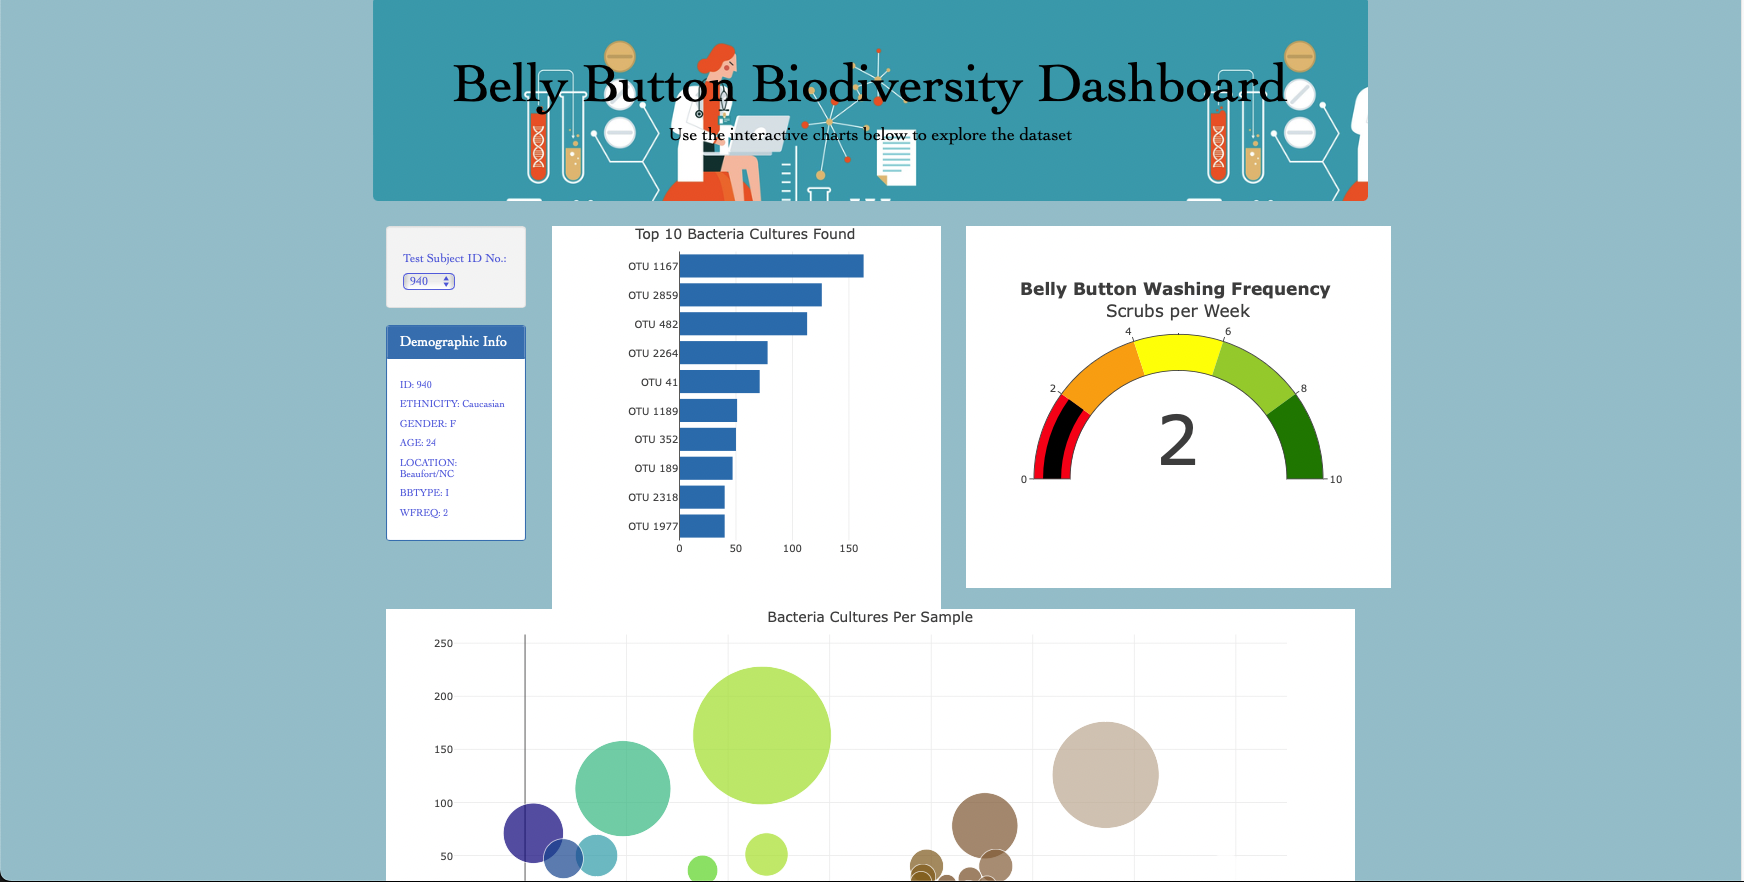 Belly Button Biodiversity Dashboard
Use the interactive charts below to explore the dataset
Test Subject ID No.:
940
Demographic Info
ID: 940
ETHNICITY: Caucasian
GENDER: F
AGE: 24
LOCATION:
Beaufort/NC
BBTYPE: I
WFREQ: 2
Top 10 Bacteria Cultures Found
OTU 1167
OTU 2859
OTU 482
OTU 2264
OTU 41
OTU 1189
OTU 352
OTU 189
OTU 2318
OTU 1977
0 50 100 150
Belly Button Washing Frequency
Scrubs per Week
4 6
2 8
2
0 10
Bacteria Cultures Per Sample
250
200
150
100
50